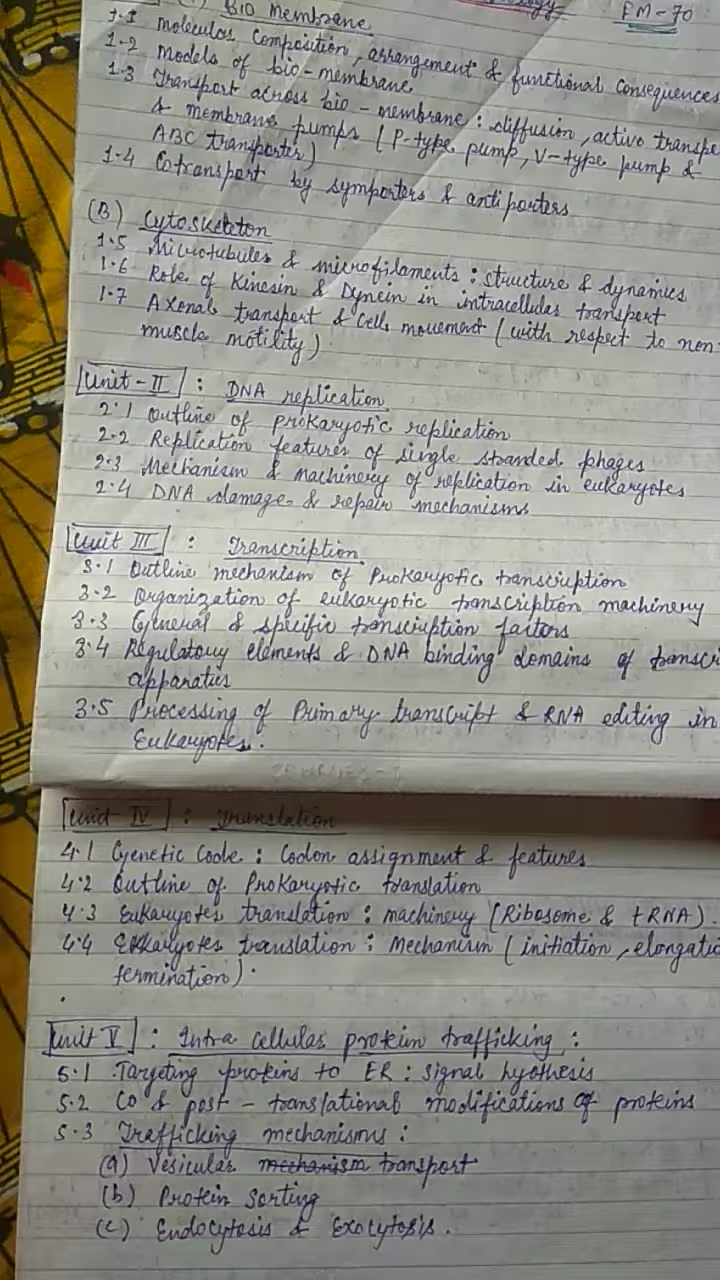 BIO Membrane FM-70
1.1 Molecular Composition, arrangement & functional consequences
1.2 Models of bio-membrane
1.3 Transport across bio-membrane : diffusion, active transpo
& membrane pumps (P-type pump, V-type pump &
ABC transporter)
1.4 Cotransport by symporters & antiporters
(B) Cytoskeleton
1.5 Microtubules & microfilaments : structure & dynamics
1.6 Role of Kinesin & Dynein in intracellular transport
1.7 Axonal transport & Cell movement (with respect to non-
muscle motility)
Unit-II : DNA replication
2.1 Outline of prokaryotic replication
2.2 Replication features of single stranded phages
2.3 Mechanism & machinery of replication in eukaryotes
2.4 DNA damage & repair mechanisms
Unit III : Transcription
3.1 Outline mechanism of Prokaryotic transcription
3.2 Organization of eukaryotic transcription machinery
3.3 General & specific transcription factors
3.4 Regulatory elements & DNA binding domains of transcri
apparatus
3.5 Processing of Primary transcript & RNA editing in
Eukaryotes.
Unit IV : Translation
4.1 Genetic Code : Codon assignment & features
4.2 Outline of Prokaryotic translation
4.3 Eukaryotes translation : machinery (Ribosome & tRNA).
4.4 Eukaryotes translation : Mechanism (initiation, elongatio
termination).
Unit V : Intra cellular protein trafficking :
5.1 Targeting proteins to ER : signal hyothesis
5.2 Co & post - translational modifications of proteins
5.3 Trafficking mechanisms :
(a) Vesicular mechanism transport
(b) Protein sorting
(c) Endocytosis & Exocytosis.